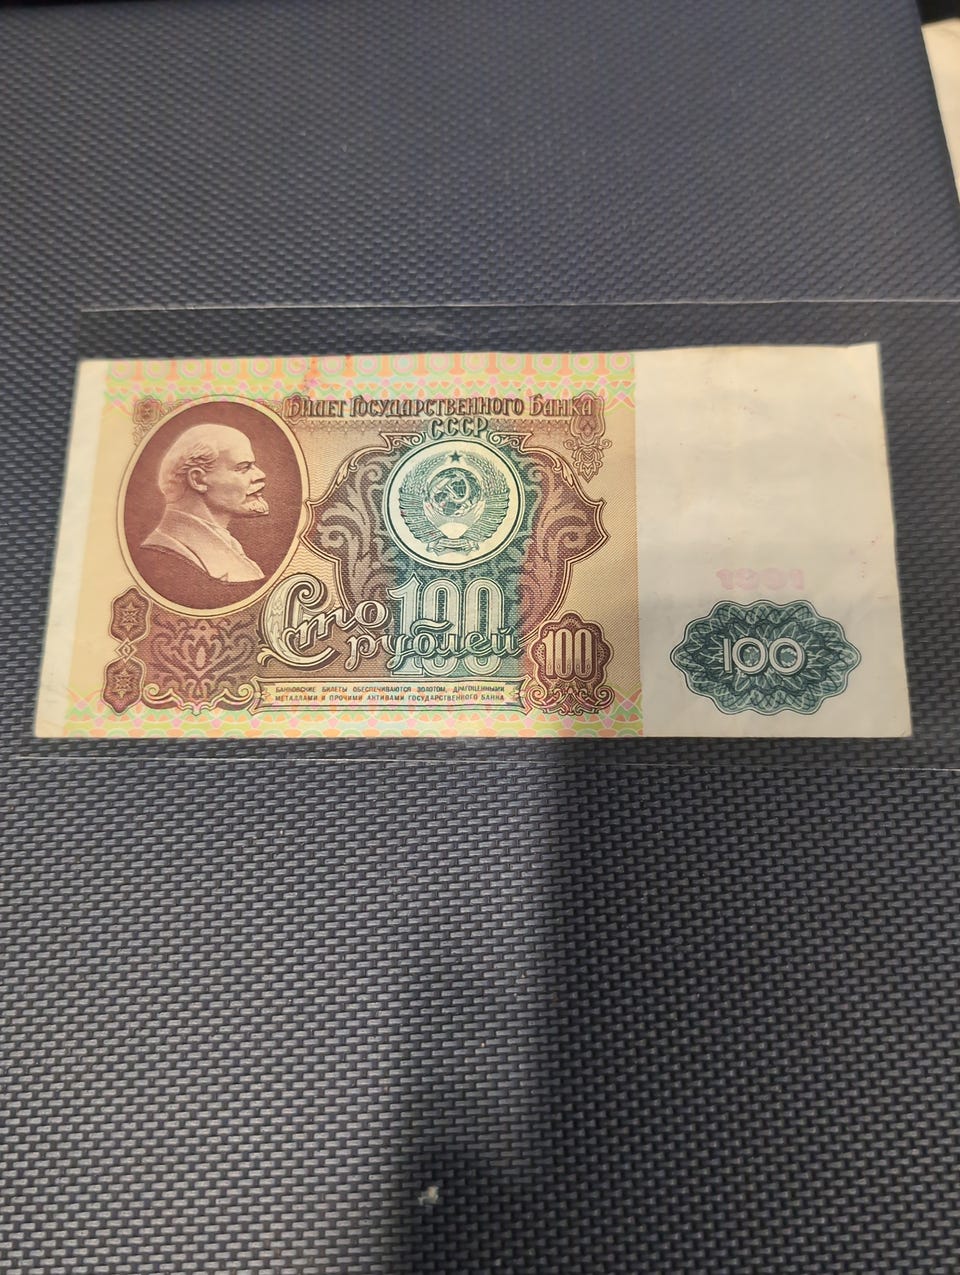 Билет Государственного Банка
СССР
Сто
100
рублей
100
100
БАНКОВСКИЕ БИЛЕТЫ ОБЕСПЕЧИВАЮТСЯ ЗОЛОТОМ, ДРАГОЦЕННЫМИ
МЕТАЛЛАМИ И ПРОЧИМИ АКТИВАМИ ГОСУДАРСТВЕННОГО БАНКА
1991